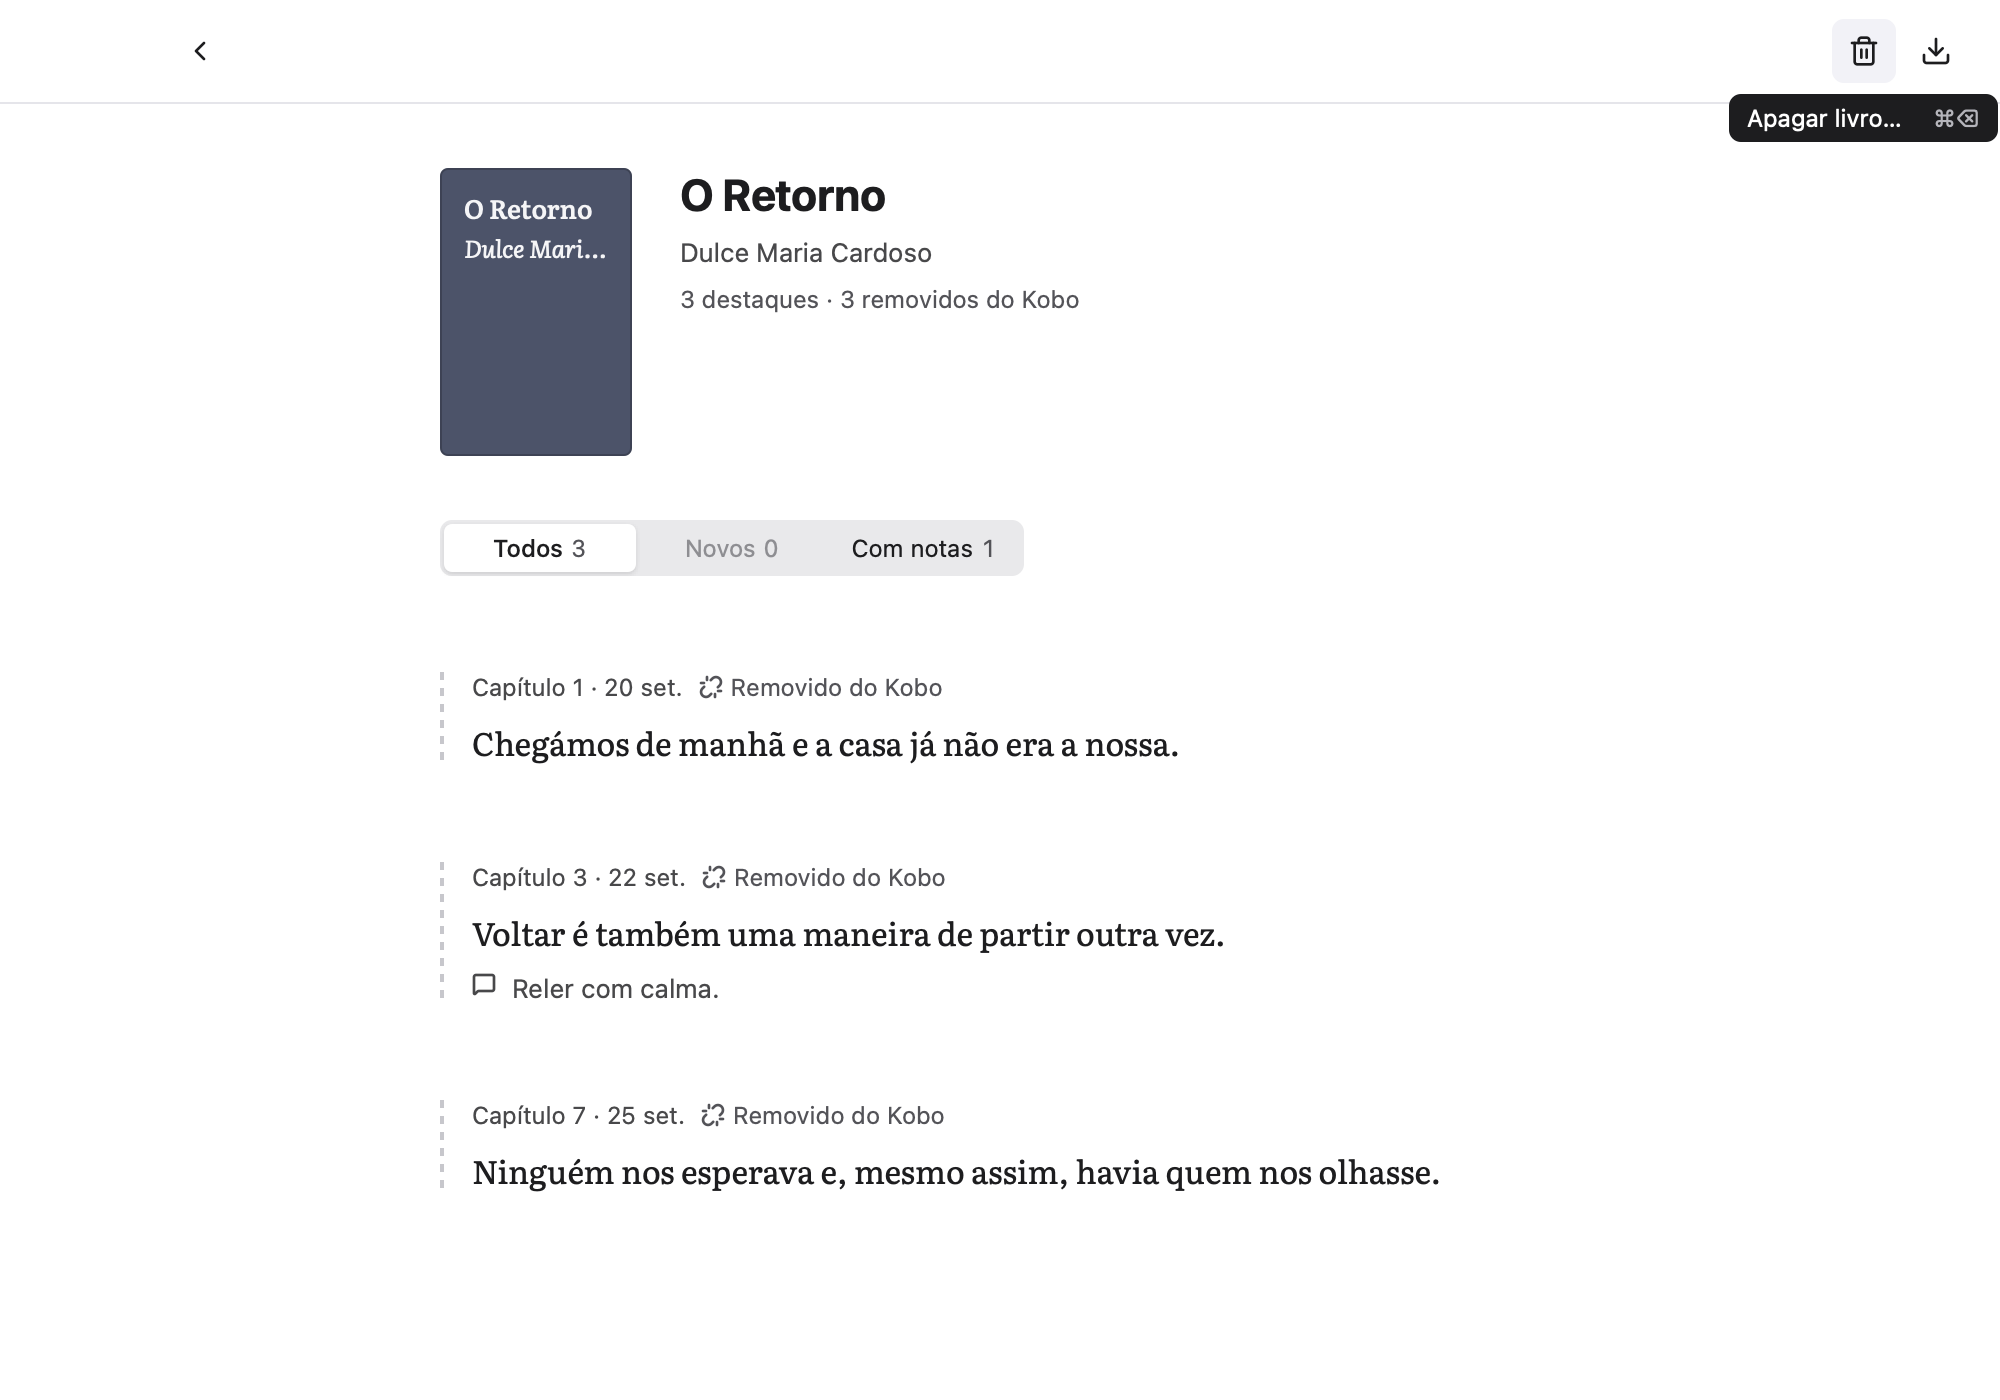 Apagar livro... ⌘⌫
O Retorno
Dulce Mari...
O Retorno
Dulce Maria Cardoso
3 destaques · 3 removidos do Kobo
Todos 3 Novos 0 Com notas 1
Capítulo 1 · 20 set. Removido do Kobo
Chegámos de manhã e a casa já não era a nossa.
Capítulo 3 · 22 set. Removido do Kobo
Voltar é também uma maneira de partir outra vez.
Reler com calma.
Capítulo 7 · 25 set. Removido do Kobo
Ninguém nos esperava e, mesmo assim, havia quem nos olhasse.